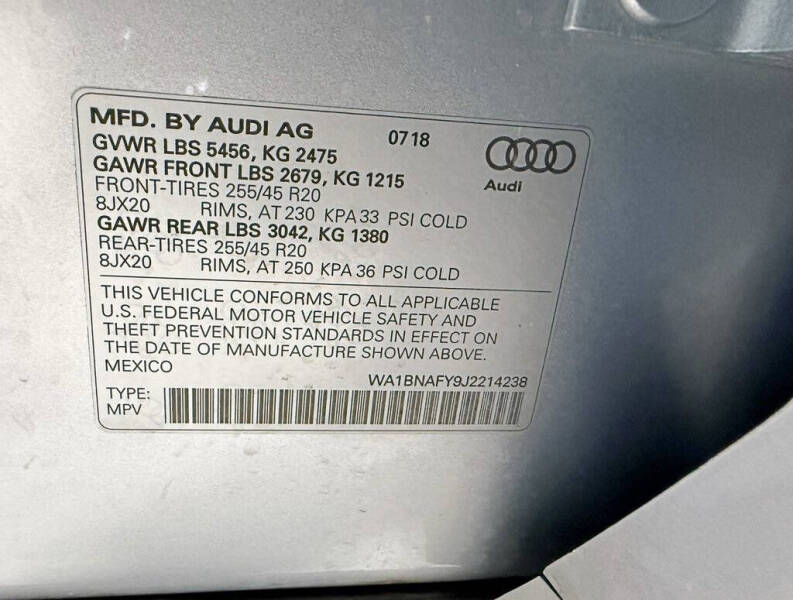 MFD. BY AUDI AG 0718
GVWR LBS 5456, KG 2475
GAWR FRONT LBS 2679, KG 1215
FRONT-TIRES 255/45 R20
8JX20 RIMS, AT 230 KPA 33 PSI COLD
GAWR REAR LBS 3042, KG 1380
REAR-TIRES 255/45 R20
8JX20 RIMS, AT 250 KPA 36 PSI COLD
Audi
THIS VEHICLE CONFORMS TO ALL APPLICABLE
U.S. FEDERAL MOTOR VEHICLE SAFETY AND
THEFT PREVENTION STANDARDS IN EFFECT ON
THE DATE OF MANUFACTURE SHOWN ABOVE.
MEXICO
WA1BNAFY9J2214238
TYPE:
MPV